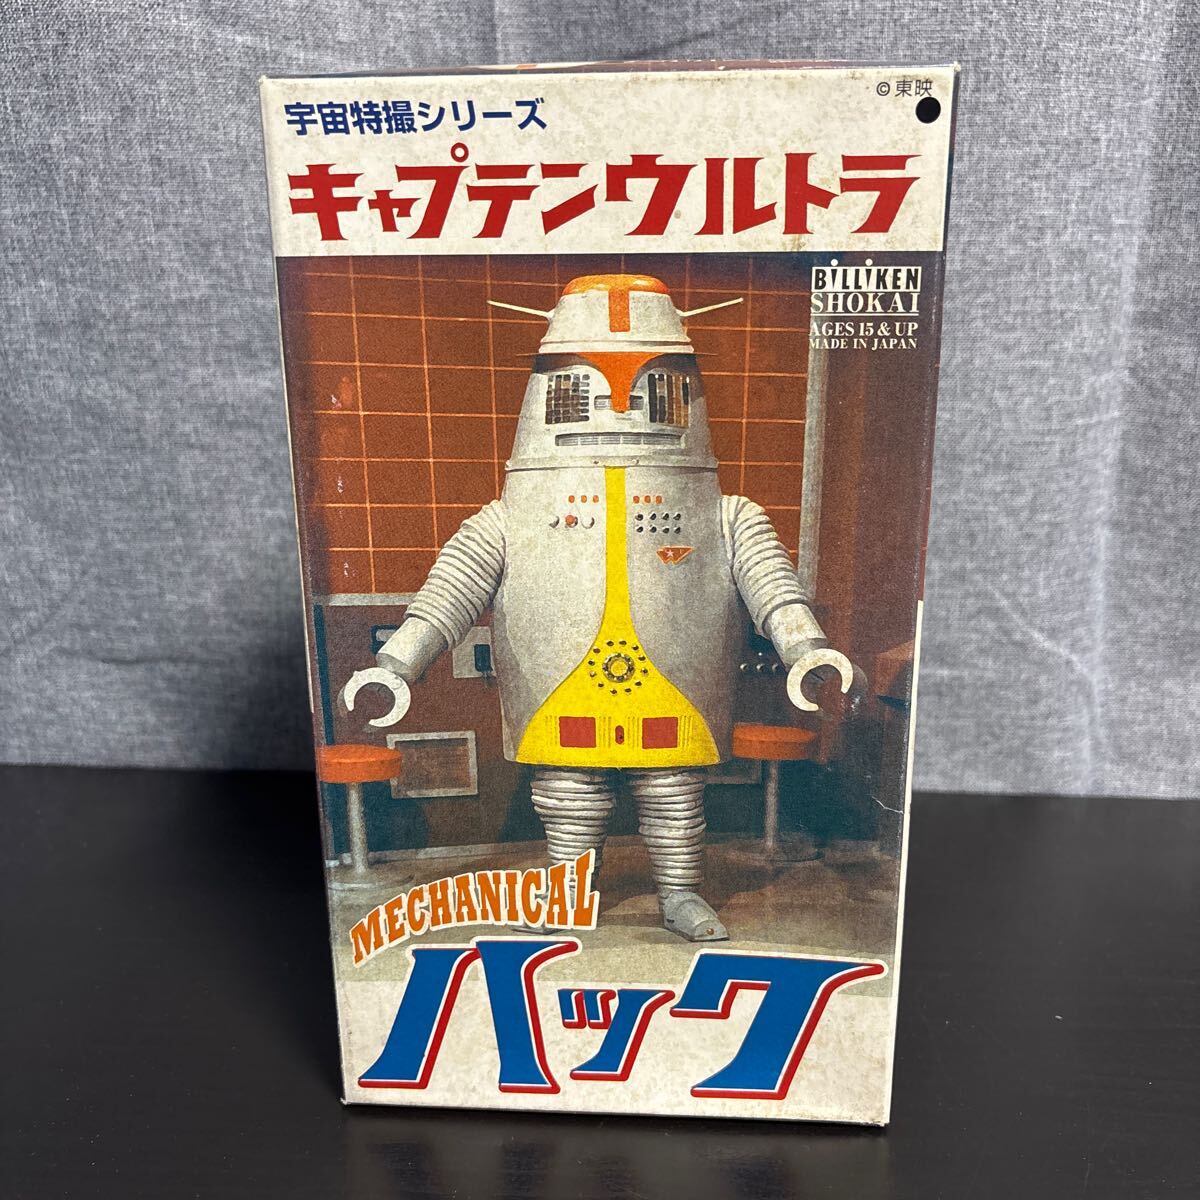 ©東映
宇宙特撮シリーズ
キャプテンウルトラ
BILLIKEN
SHOKAI
AGES 15 & UP
MADE IN JAPAN
MECHANICAL
ハック